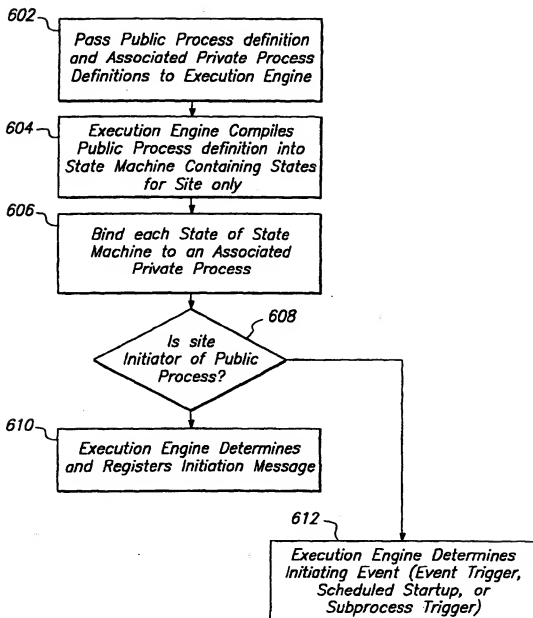 602
Pass Public Process definition
and Associated Private Process
Definitions to Execution Engine
604
Execution Engine Compiles
Public Process definition into
State Machine Containing States
for Site only
606
Bind each State of State
Machine to an Associated
Private Process
608
Is site
Initiator of Public
Process?
610
Execution Engine Determines
and Registers Initiation Message
612
Execution Engine Determines
Initiating Event (Event Trigger,
Scheduled Startup, or
Subprocess Trigger)